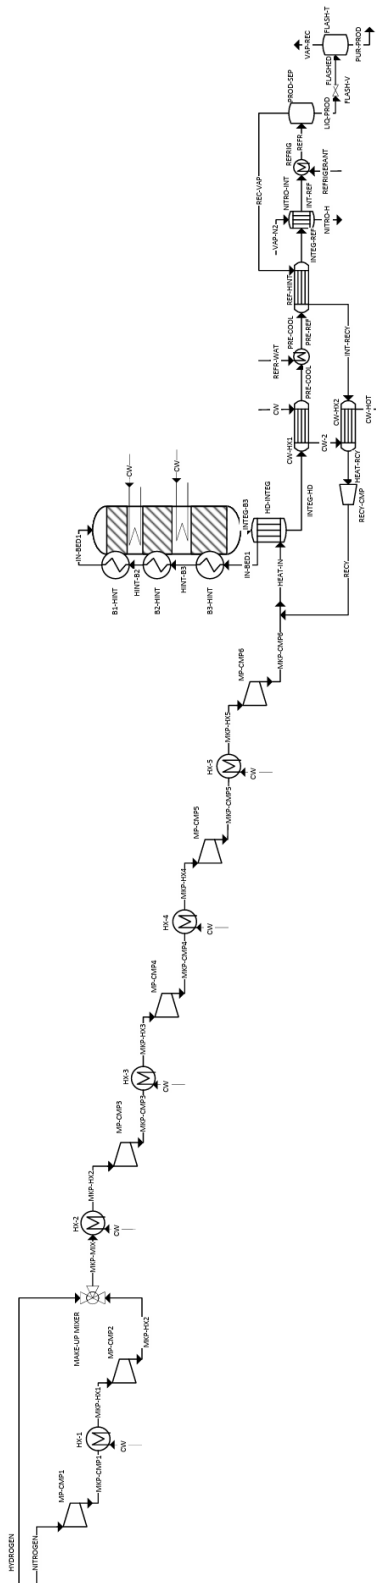 HYDROGEN
NITROGEN
MP-CMP1
MKP-CMP1
HX-1
CW
MKP-HX1
MP-CMP2
MKP-HX2
MAKE-UP MIXER
MKP-MIX
HX-2
CW
MKP-HX2
MP-CMP3
MKP-CMP3
HX-3
CW
MKP-HX3
MP-CMP4
MKP-CMP4
HX-4
CW
MKP-HX4
MP-CMP5
MKP-CMP5
HX-5
CW
MKP-HX5
MP-CMP6
MKP-CMP6
RECY
HEAT-IN
HD-INTEG
IN-BED1
INTEG-B3
B3-HINT
HINT-B3
B2-HINT
HINT-B2
B1-HINT
IN-BED1
CW
CW
INTEG-HD
CW-HX1
CW
CW-2
PRE-COOL
REFR-WAT
PRE-COOL
PRE-REF
REF-HINT
REC-VAP
INT-RECY
CW-HX2
CW-HOT
HEAT-RCY
RECY-CMP
INTEG-REF
VAP-N2
NITRO-INT
NITRO-H
INT-REF
REFRIG
REFRIGERANT
REFR
PROD-SEP
LIQ-PROD
FLASH-V
FLASHED
FLASH-T
VAP-REC
PUR-PROD